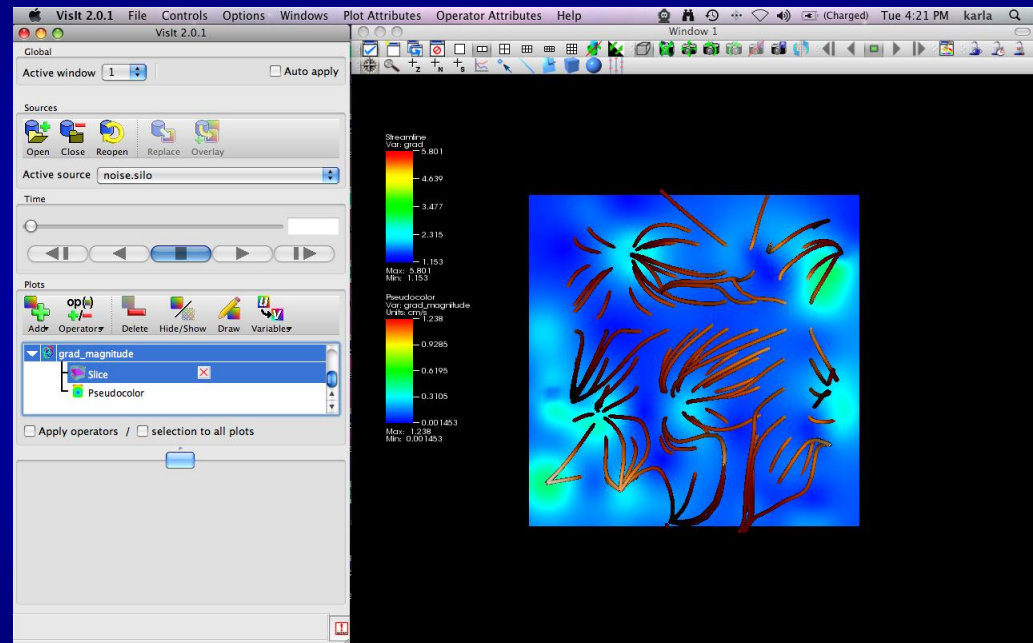 VisIt 2.0.1 File Controls Options Windows Plot Attributes Operator Attributes Help (Charged) Tue 4:21 PM karla
VisIt 2.0.1
Global
Active window 1 Auto apply
Sources
Open Close Reopen Replace Overlay
Active source noise.silo
Time
Plots
op(=)
+/-
Add Operators Delete Hide/Show Draw Variables
grad_magnitude
Slice
Pseudocolor
Apply operators / selection to all plots
Window 1
Streamline
Var: grad
5.801
4.639
3.477
2.315
1.153
Max: 5.801
Min: 1.153
Pseudocolor
Var: grad_magnitude
Units: cm/s
1.238
0.9285
0.6195
0.3105
0.001453
Max: 1.238
Min: 0.001453